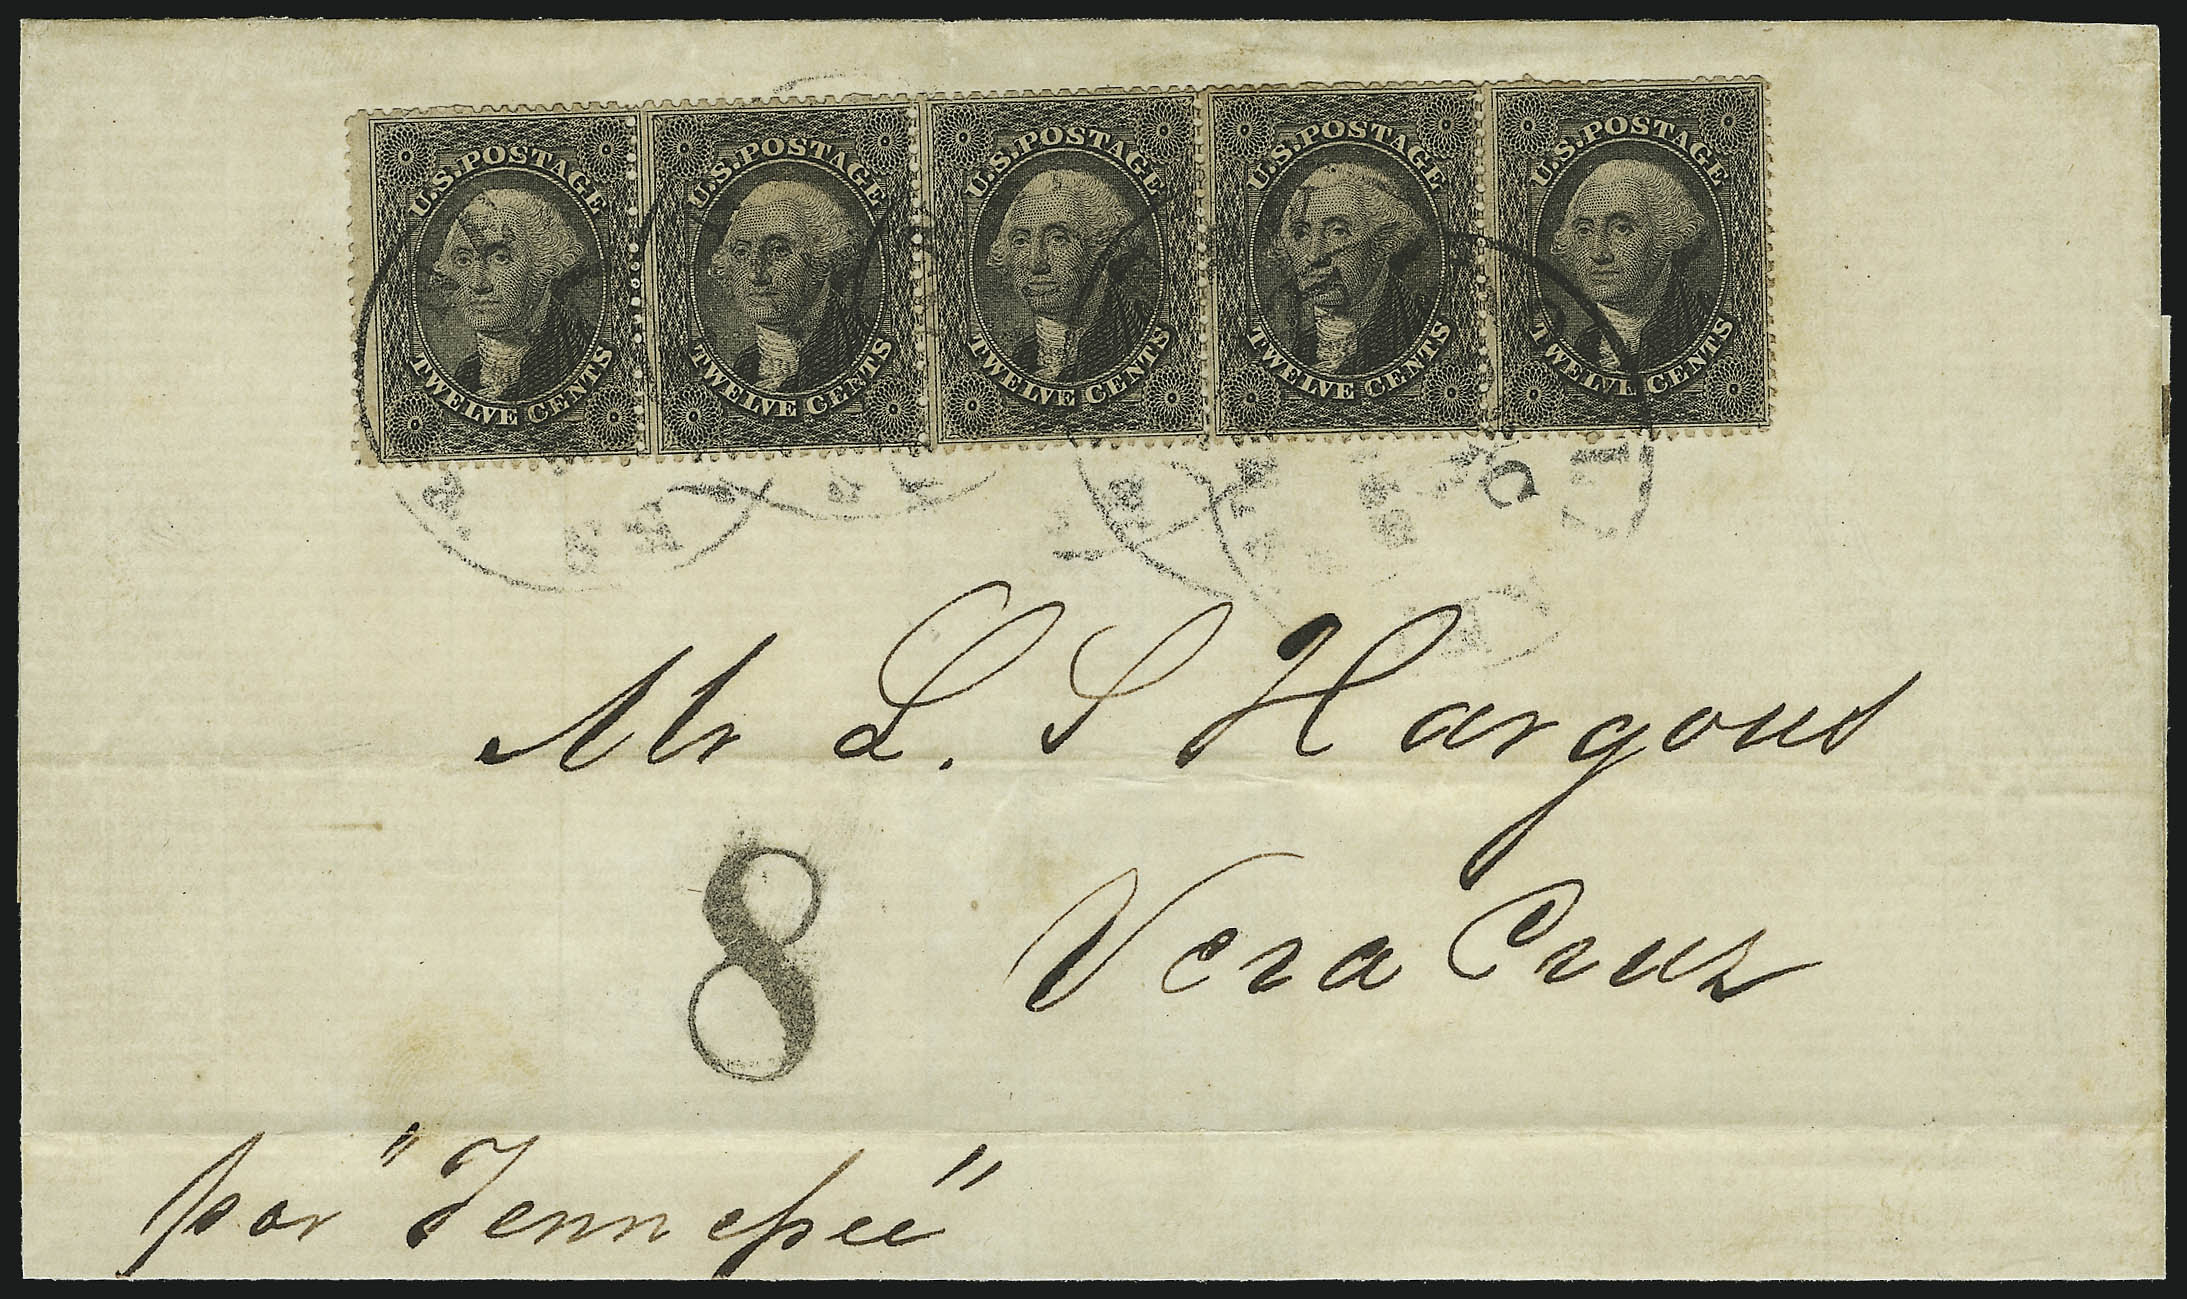 U.S.POSTAGE U.S.POSTAGE U.S.POSTAGE U.S.POSTAGE U.S.POSTAGE
TWELVE CENTS TWELVE CENTS TWELVE CENTS TWELVE CENTS TWELVE CENTS
Mr L. S Hargous
8
Vera Cruz
por "Tenneſsee"